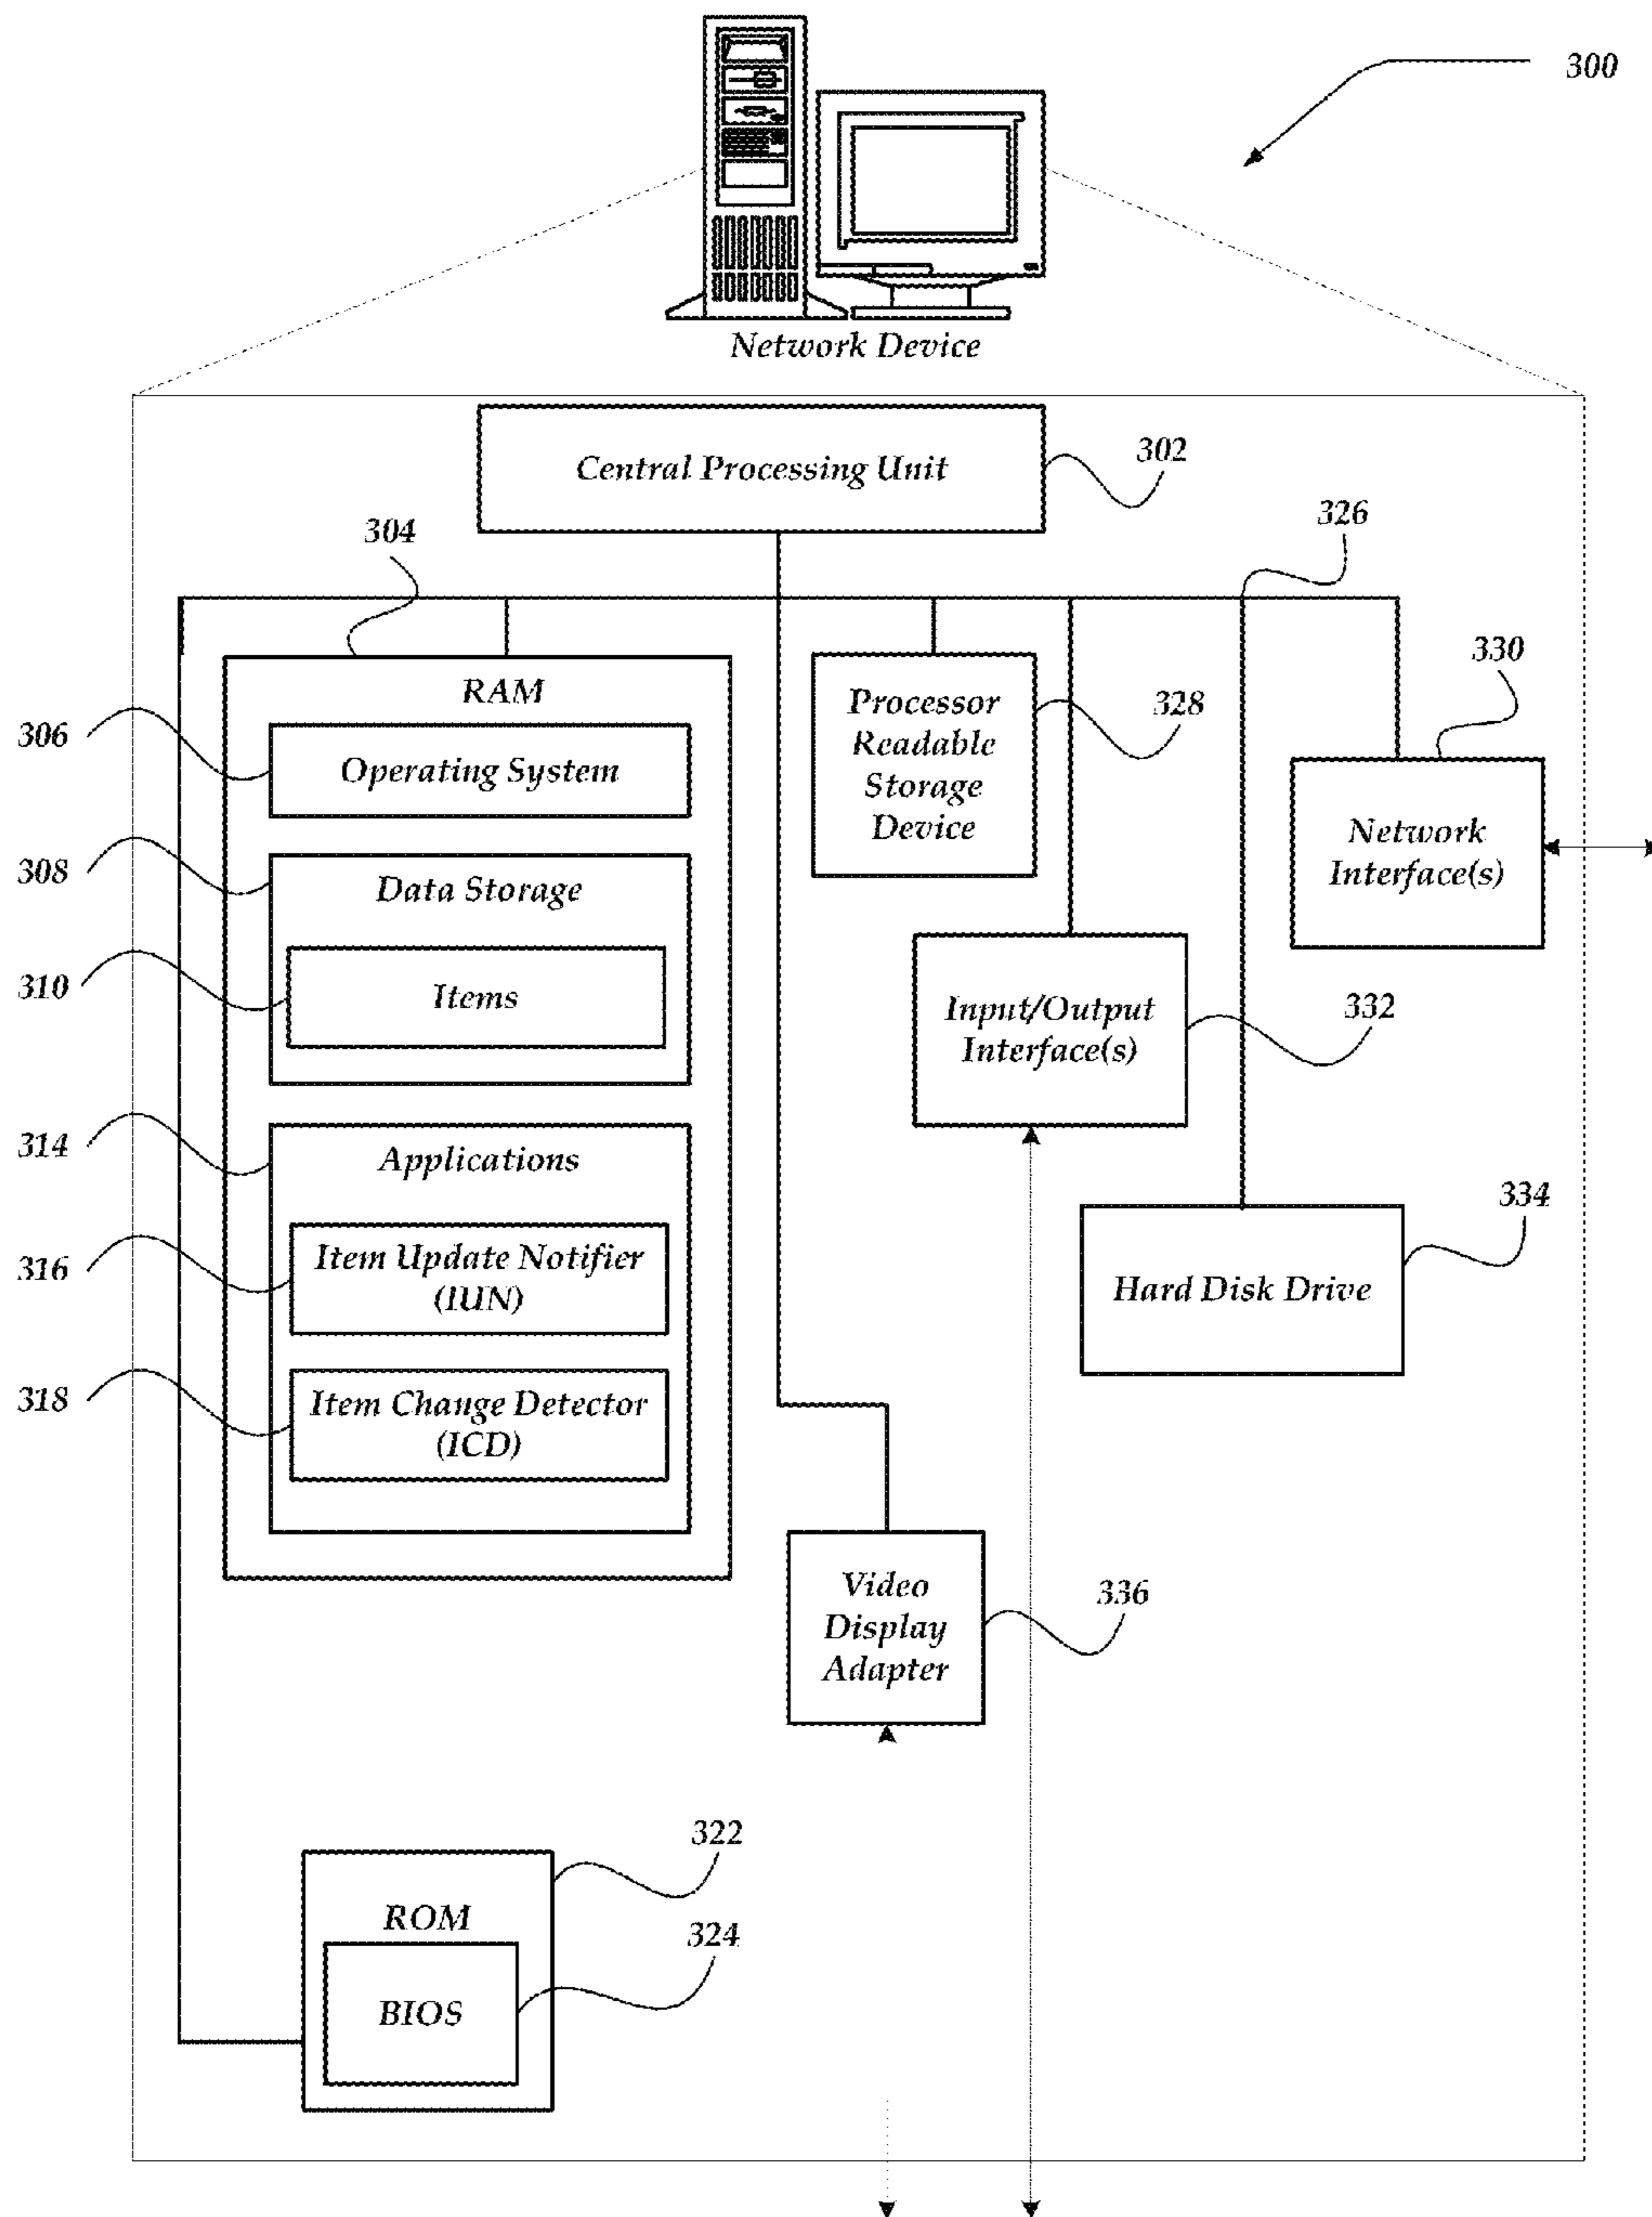 300
Network Device
Central Processing Unit
302
304
326
RAM
330
306
Operating System
Processor
Readable
Storage
Device
328
Network
Interface(s)
308
Data Storage
310
Items
Input/Output
Interface(s)
332
314
Applications
316
Item Update Notifier
(IUN)
334
Hard Disk Drive
318
Item Change Detector
(ICD)
Video
Display
Adapter
336
322
ROM
324
BIOS